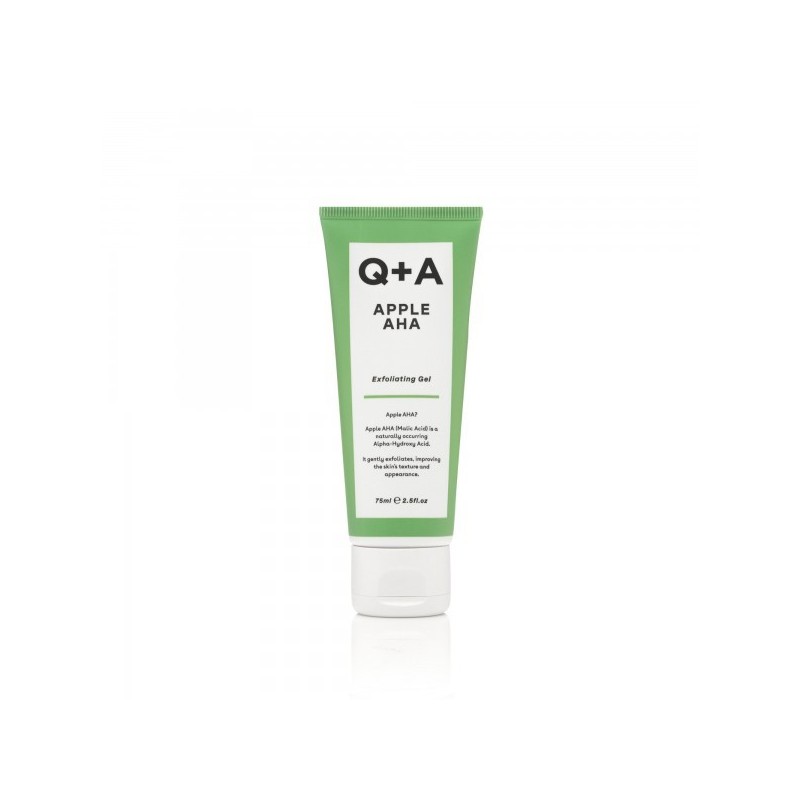 Q+A
APPLE
AHA
Exfoliating Gel
Apple AHA?
Apple AHA (Malic Acid) is a
naturally occurring
Alpha-Hydroxy Acid.
It gently exfoliates, improving
the skin's texture and
appearance.
75ml ℮ 2.5fl.oz